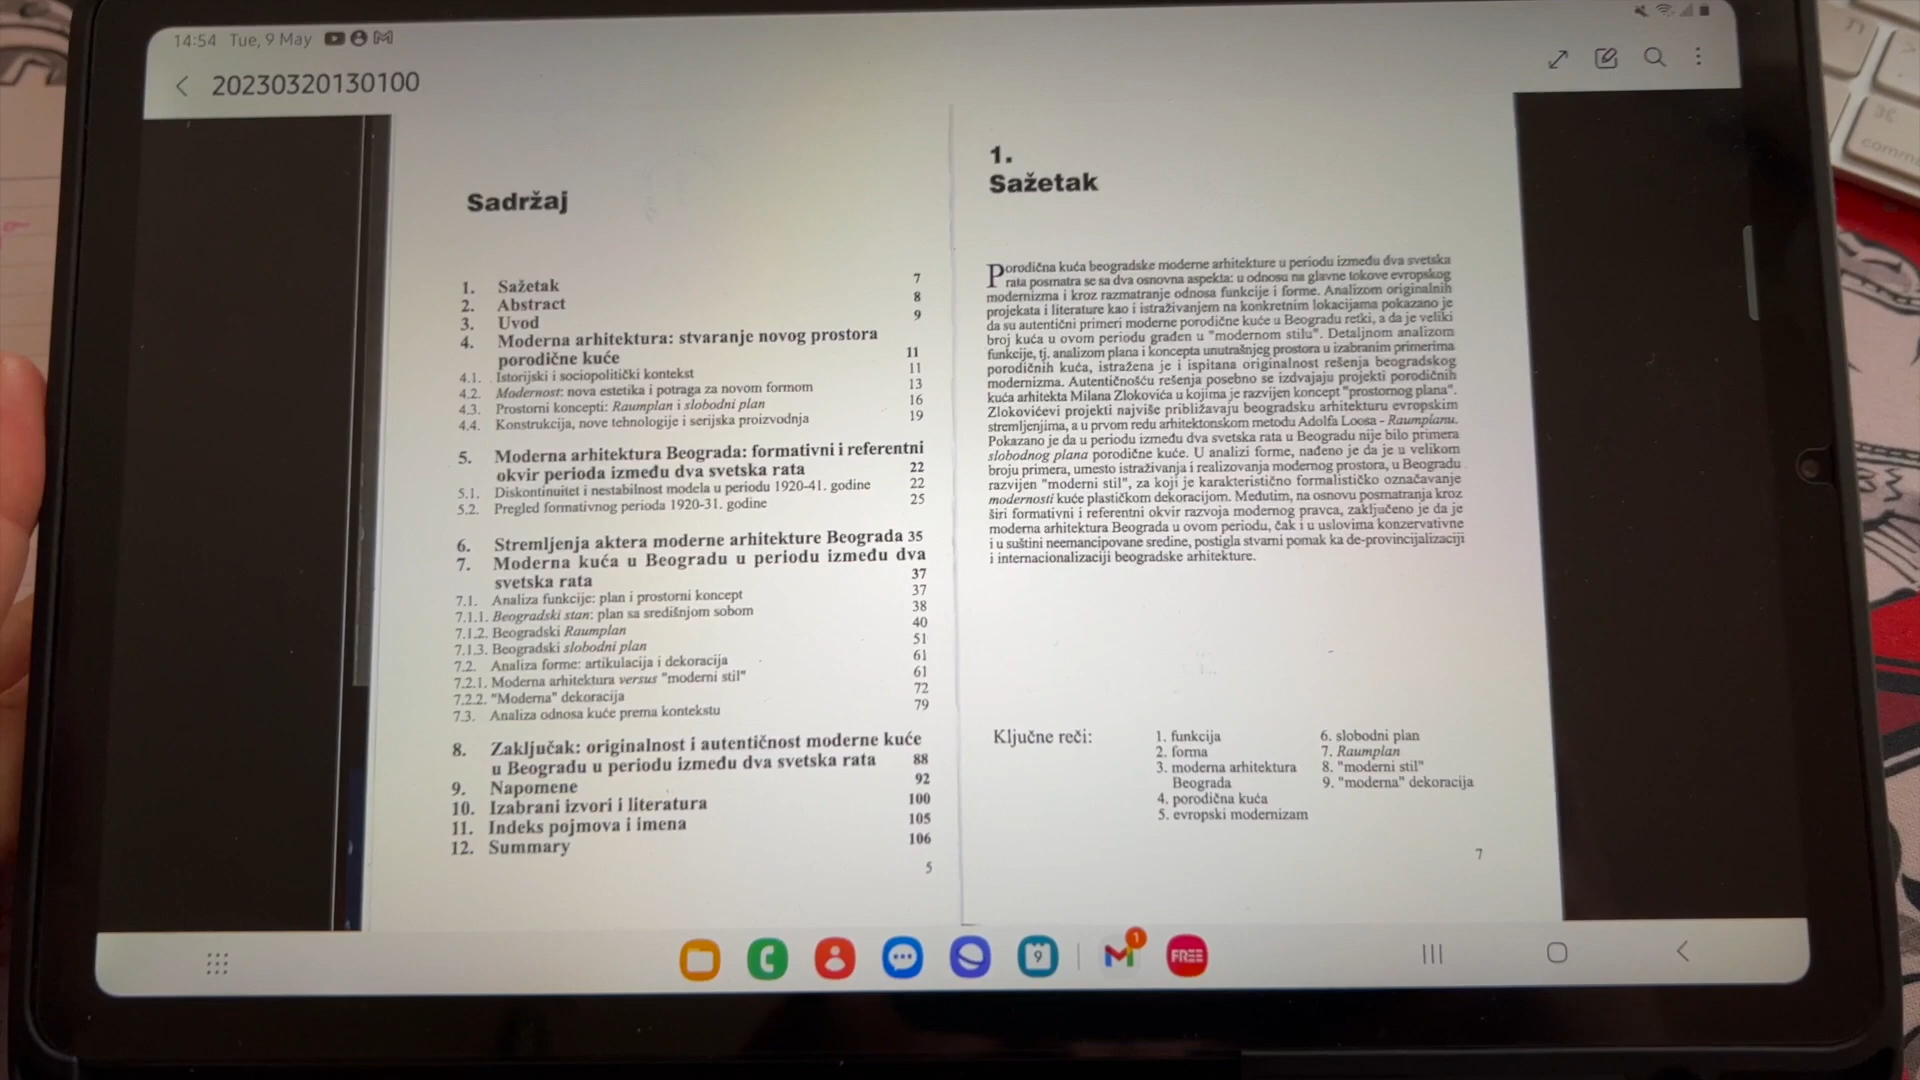 14:54 Tue, 9 May
20230320130100
Sadržaj
1. Sažetak 7
2. Abstract 8
3. Uvod 9
4. Moderna arhitektura: stvaranje novog prostora
porodične kuće 11
4.1. Istorijski i sociopolitički kontekst 11
4.2. Modernost: nova estetika i potraga za novom formom 13
4.3. Prostorni koncepti: Raumplan i slobodni plan 16
4.4. Konstrukcija, nove tehnologije i serijska proizvodnja 19
5. Moderna arhitektura Beograda: formativni i referentni
okvir perioda između dva svetska rata 22
5.1. Diskontinuitet i nestabilnost modela u periodu 1920-41. godine 22
5.2. Pregled formativnog perioda 1920-31. godine 25
6. Stremljenja aktera moderne arhitekture Beograda 35
7. Moderna kuća u Beogradu u periodu između dva
svetska rata 37
7.1. Analiza funkcije: plan i prostorni koncept 37
7.1.1. Beogradski stan: plan sa središnjom sobom 38
7.1.2. Beogradski Raumplan 40
7.1.3. Beogradski slobodni plan 51
7.2. Analiza forme: artikulacija i dekoracija 61
7.2.1. Moderna arhitektura versus "moderni stil" 61
7.2.2. "Moderna" dekoracija 72
7.3. Analiza odnosa kuće prema kontekstu 79
8. Zaključak: originalnost i autentičnost moderne kuće
u Beogradu u periodu između dva svetska rata 88
9. Napomene 92
10. Izabrani izvori i literatura 100
11. Indeks pojmova i imena 105
12. Summary 106
5
1.
Sažetak
Porodična kuća beogradske moderne arhitekture u periodu između dva svetska
rata posmatra se sa dva osnovna aspekta: u odnosu na glavne tokove evropskog
modernizma i kroz razmatranje odnosa funkcije i forme. Analizom originalnih
projekata i literature kao i istraživanjem na konkretnim lokacijama pokazano je
da su autentični primeri moderne porodične kuće u Beogradu retki, a da je veliki
broj kuća u ovom periodu građen u "modernom stilu". Detaljnom analizom
funkcije, tj. analizom plana i koncepta unutrašnjeg prostora u izabranim primerima
porodičnih kuća, istražena je i ispitana originalnost rešenja beogradskog
modernizma. Autentičnošću rešenja posebno se izdvajaju projekti porodičnih
kuća arhitekta Milana Zlokovića u kojima je razvijen koncept "prostornog plana".
Zlokovićevi projekti najviše približavaju beogradsku arhitekturu evropskim
stremljenjima, a u prvom redu arhitektonskom metodu Adolfa Loosa - Raumplanu.
Pokazano je da u periodu između dva svetska rata u Beogradu nije bilo primera
slobodnog plana porodične kuće. U analizi forme, nađeno je da je u velikom
broju primera, umesto istraživanja i realizovanja modernog prostora, u Beogradu
razvijen "moderni stil", za koji je karakteristično formalističko označavanje
modernosti kuće plastičkom dekoracijom. Međutim, na osnovu posmatranja kroz
širi formativni i referentni okvir razvoja modernog pravca, zaključeno je da je
moderna arhitektura Beograda u ovom periodu, čak i u uslovima konzervativne
i u suštini neemancipovane sredine, postigla stvarni pomak ka de-provincijalizaciji
i internacionalizaciji beogradske arhitekture.
Ključne reči:
1. funkcija
2. forma
3. moderna arhitektura
Beograda
4. porodična kuća
5. evropski modernizam
6. slobodni plan
7. Raumplan
8. "moderni stil"
9. "moderna" dekoracija
7
9
1
FREE
⌘